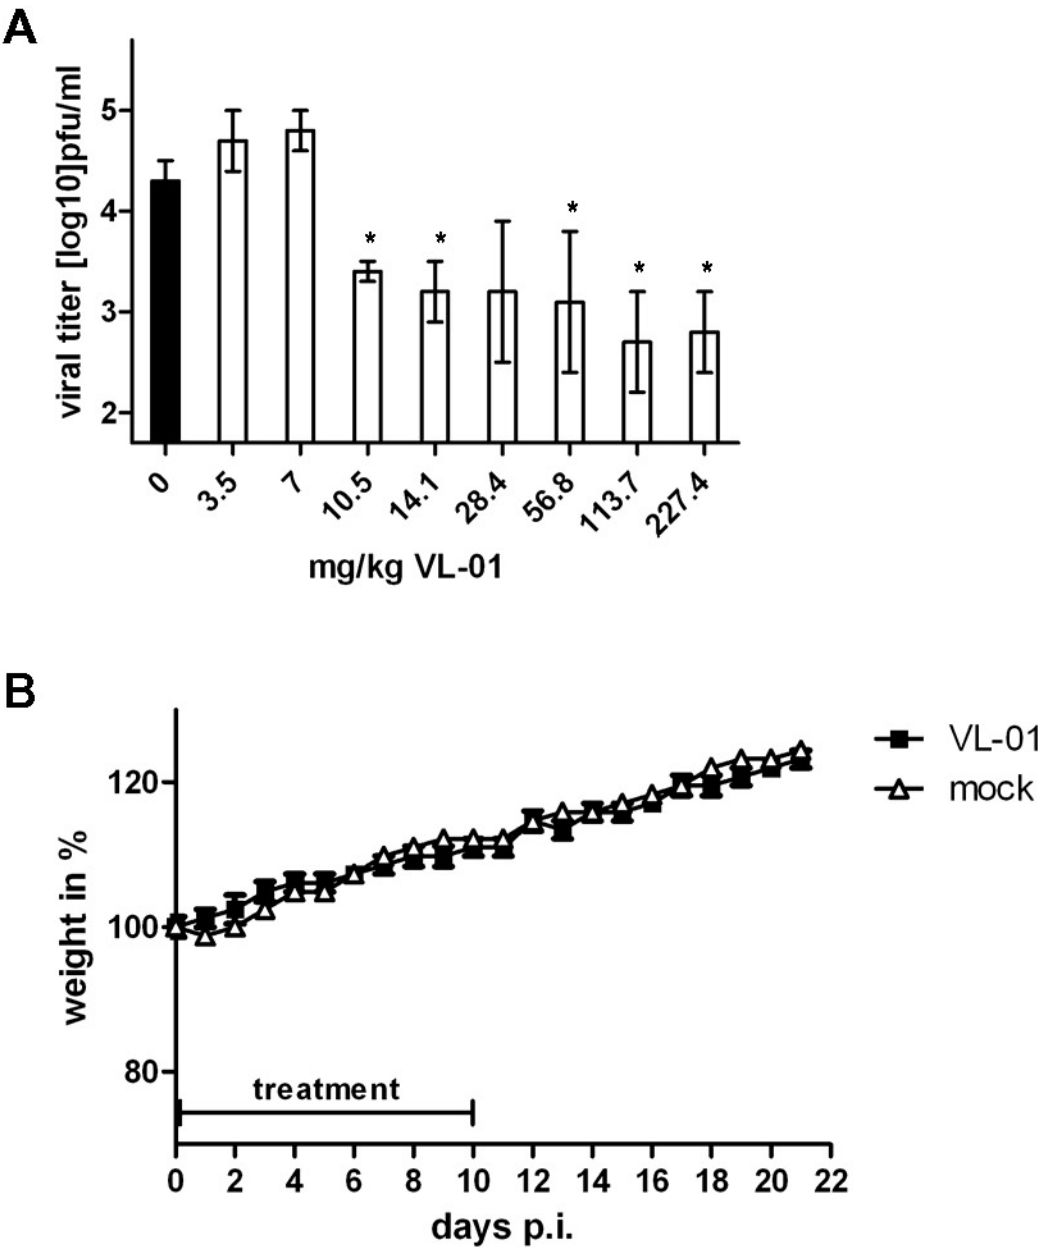 A
viral titer [log10]pfu/ml
5
4
3
2
* * * * *
0 3.5 7 10.5 14.1 28.4 56.8 113.7 227.4
mg/kg VL-01
B
weight in %
120
100
80
VL-01
mock
treatment
0 2 4 6 8 10 12 14 16 18 20 22
days p.i.